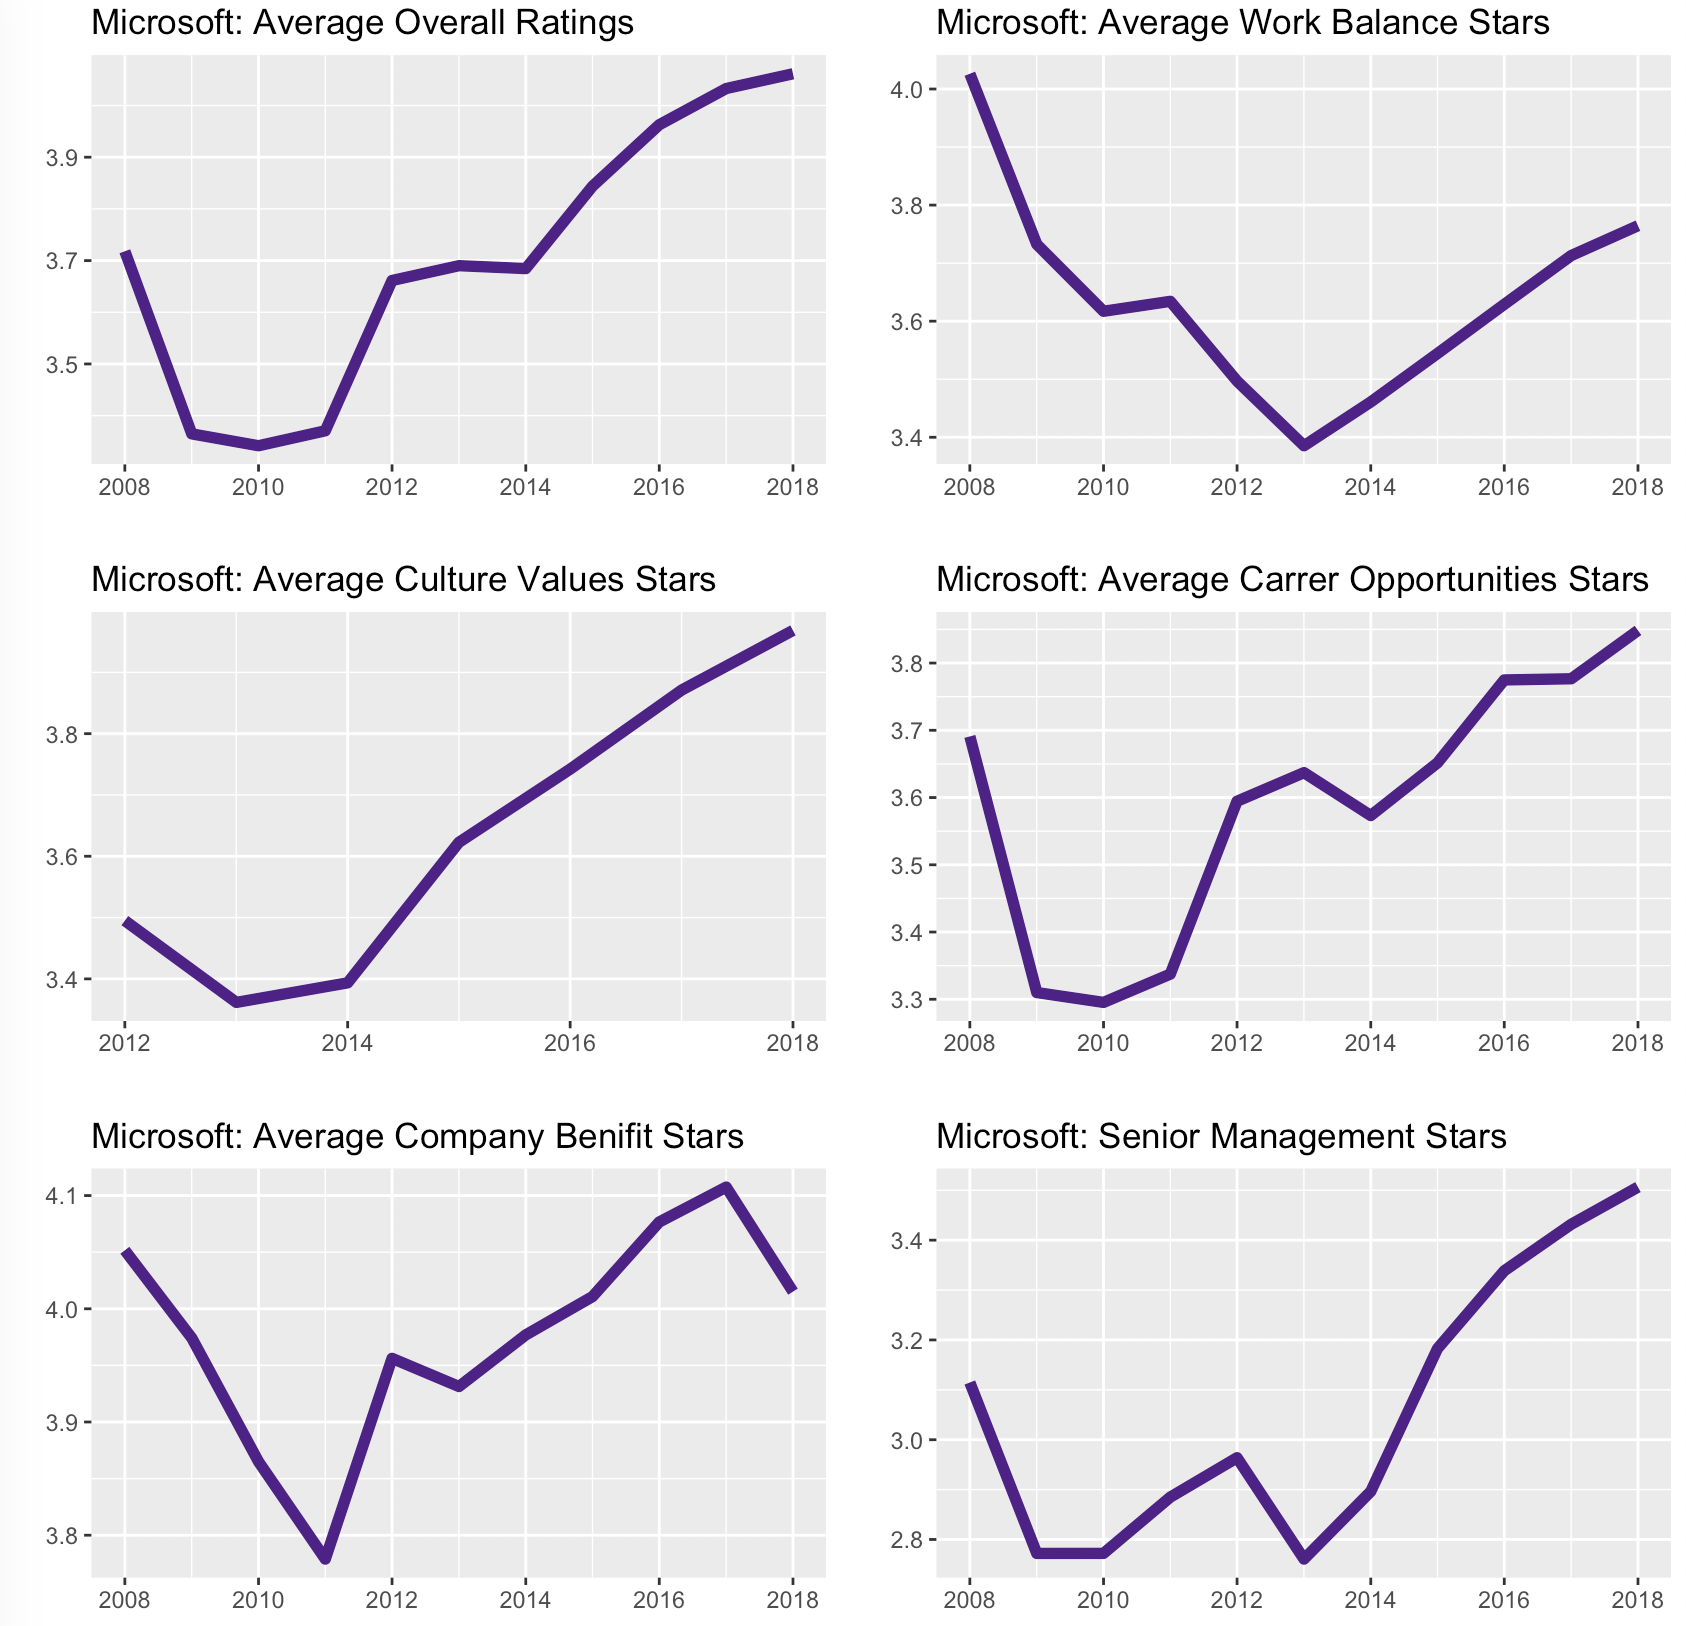 Microsoft: Average Overall Ratings
3.9
3.7
3.5
2008 2010 2012 2014 2016 2018
Microsoft: Average Work Balance Stars
4.0
3.8
3.6
3.4
2008 2010 2012 2014 2016 2018
Microsoft: Average Culture Values Stars
3.8
3.6
3.4
2012 2014 2016 2018
Microsoft: Average Carrer Opportunities Stars
3.8
3.7
3.6
3.5
3.4
3.3
2008 2010 2012 2014 2016 2018
Microsoft: Average Company Benifit Stars
4.1
4.0
3.9
3.8
2008 2010 2012 2014 2016 2018
Microsoft: Senior Management Stars
3.4
3.2
3.0
2.8
2008 2010 2012 2014 2016 2018